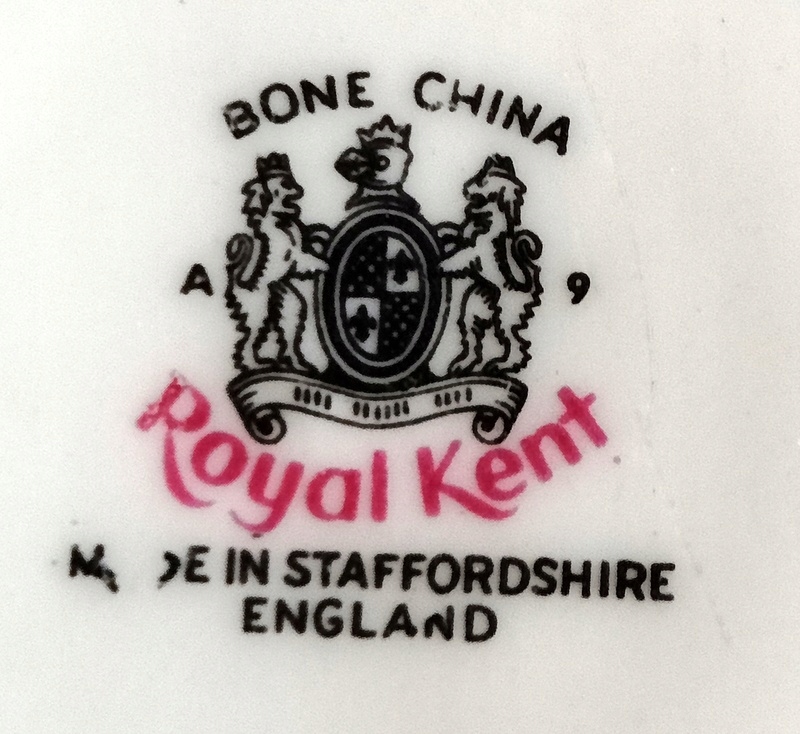 BONE CHINA
A 9
Royal Kent
IN STAFFORDSHIRE
ENGLAND